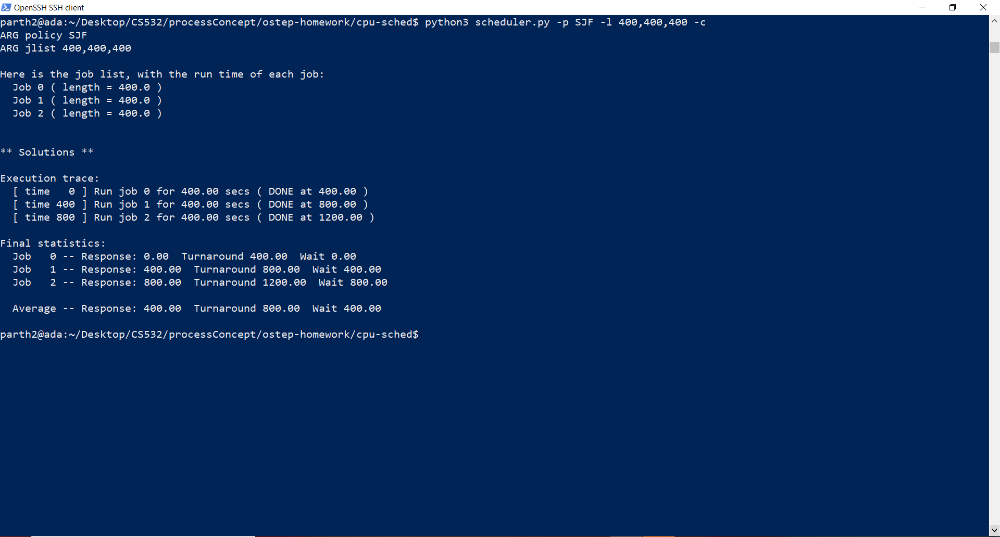 OpenSSH SSH client
parth2@ada:~/Desktop/CS532/processConcept/ostep-homework/cpu-sched$ python3 scheduler.py -p SJF -l 400,400,400 -c
ARG policy SJF
ARG jlist 400,400,400
Here is the job list, with the run time of each job:
  Job 0 ( length = 400.0 )
  Job 1 ( length = 400.0 )
  Job 2 ( length = 400.0 )
** Solutions **
Execution trace:
  [ time   0 ] Run job 0 for 400.00 secs ( DONE at 400.00 )
  [ time 400 ] Run job 1 for 400.00 secs ( DONE at 800.00 )
  [ time 800 ] Run job 2 for 400.00 secs ( DONE at 1200.00 )
Final statistics:
  Job   0 -- Response: 0.00  Turnaround 400.00  Wait 0.00
  Job   1 -- Response: 400.00  Turnaround 800.00  Wait 400.00
  Job   2 -- Response: 800.00  Turnaround 1200.00  Wait 800.00
  Average -- Response: 400.00  Turnaround 800.00  Wait 400.00
parth2@ada:~/Desktop/CS532/processConcept/ostep-homework/cpu-sched$